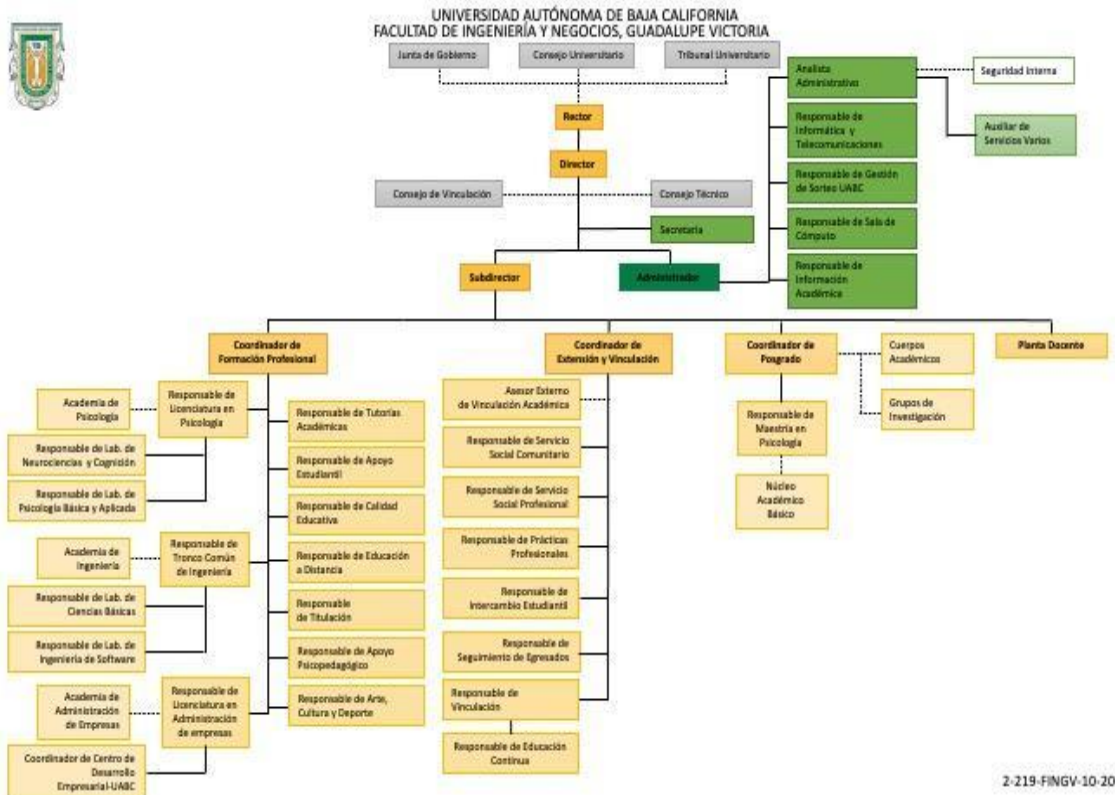 UNIVERSIDAD AUTÓNOMA DE BAJA CALIFORNIA
FACULTAD DE INGENIERÍA Y NEGOCIOS, GUADALUPE VICTORIA
Junta de Gobierno
Consejo Universitario
Tribunal Universitario
Analista
Administrativo
Seguridad Interna
Rector
Responsable de
Informática y
Telecomunicaciones
Auxiliar de
Servicios Varios
Director
Responsable de Gestión
de Sorteo UABC
Consejo de Vinculación
Consejo Técnico
Secretaria
Responsable de Sala de
Cómputo
Subdirector
Administrador
Responsable de
Información
Académica
Coordinador de
Formación Profesional
Coordinador de
Extensión y Vinculación
Coordinador de
Posgrado
Cuerpos
Académicos
Planta Docente
Grupos de
Investigación
Academia de
Psicología
Responsable de
Licenciatura en
Psicología
Responsable de Tutorías
Académicas
Asesor Externo
de Vinculación Académica
Responsable de
Maestría en
Psicología
Responsable de Lab. de
Neurociencias y Cognición
Responsable de Apoyo
Estudiantil
Responsable de Servicio
Social Comunitario
Núcleo
Académico
Básico
Responsable de Lab. de
Psicología Básica y Aplicada
Responsable de Calidad
Educativa
Responsable de Servicio
Social Profesional
Academia de
Ingeniería
Responsable de
Tronco Común
de Ingeniería
Responsable de Educación
a Distancia
Responsable de Prácticas
Profesionales
Responsable de Lab. de
Ciencias Básicas
Responsable
de Titulación
Responsable de
Intercambio Estudiantil
Responsable de Lab. de
Ingeniería de Software
Responsable de Apoyo
Psicopedagógico
Responsable de
Seguimiento de Egresados
Academia de
Administración
de Empresas
Responsable de
Licenciatura en
Administración
de empresas
Responsable de Arte,
Cultura y Deporte
Responsable de
Vinculación
Coordinador de Centro de
Desarrollo
Empresarial-UABC
Responsable de Educación
Continua
2-219-FINGV-10-20